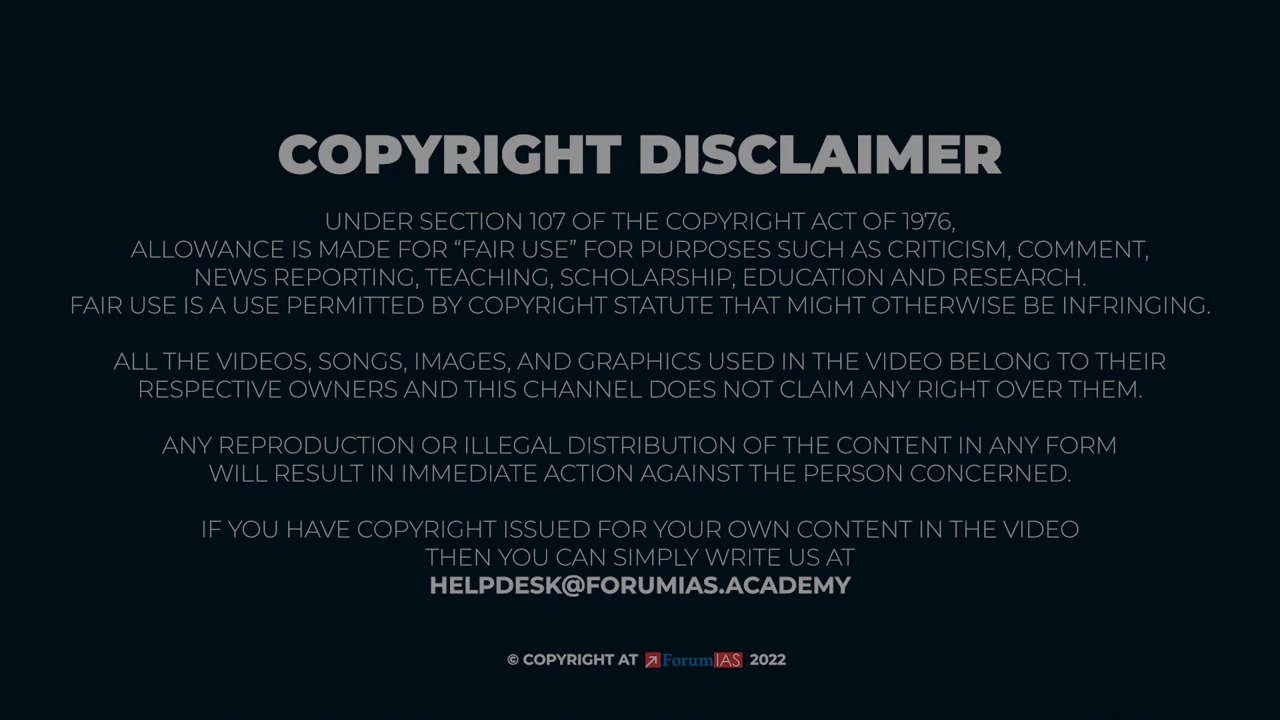 COPYRIGHT DISCLAIMER
UNDER SECTION 107 OF THE COPYRIGHT ACT OF 1976,
ALLOWANCE IS MADE FOR “FAIR USE” FOR PURPOSES SUCH AS CRITICISM, COMMENT,
NEWS REPORTING, TEACHING, SCHOLARSHIP, EDUCATION AND RESEARCH.
FAIR USE IS A USE PERMITTED BY COPYRIGHT STATUTE THAT MIGHT OTHERWISE BE INFRINGING.
ALL THE VIDEOS, SONGS, IMAGES, AND GRAPHICS USED IN THE VIDEO BELONG TO THEIR
RESPECTIVE OWNERS AND THIS CHANNEL DOES NOT CLAIM ANY RIGHT OVER THEM.
ANY REPRODUCTION OR ILLEGAL DISTRIBUTION OF THE CONTENT IN ANY FORM
WILL RESULT IN IMMEDIATE ACTION AGAINST THE PERSON CONCERNED.
IF YOU HAVE COPYRIGHT ISSUED FOR YOUR OWN CONTENT IN THE VIDEO
THEN YOU CAN SIMPLY WRITE US AT
HELPDESK@FORUMIAS.ACADEMY
© COPYRIGHT AT ForumIAS 2022